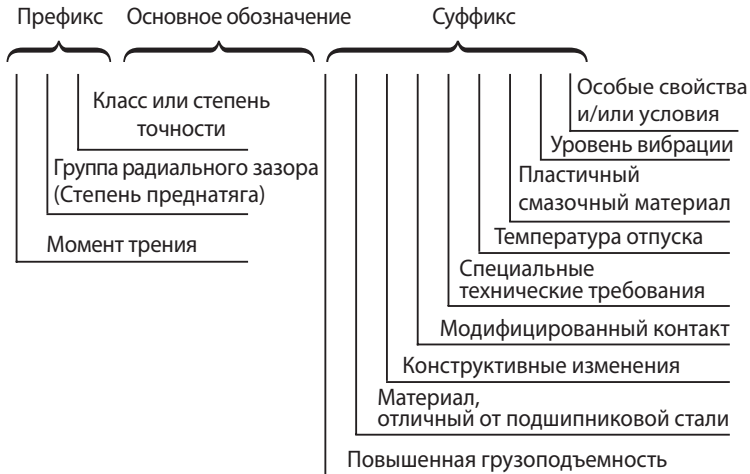 Префикс Основное обозначение Суффикс
Класс или степень
точности
Группа радиального зазора
(Степень преднатяга)
Момент трения
Особые свойства
и/или условия
Уровень вибрации
Пластичный
смазочный материал
Температура отпуска
Специальные
технические требования
Модифицированный контакт
Конструктивные изменения
Материал,
отличный от подшипниковой стали
Повышенная грузоподъемность